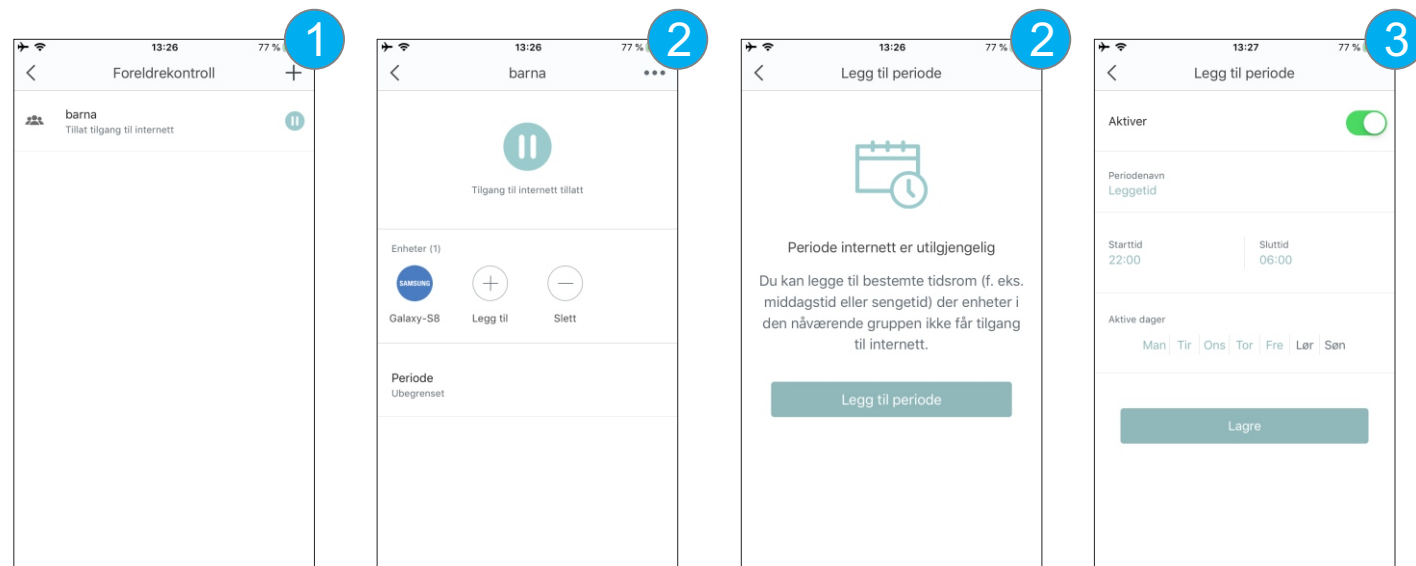 1
13:26
77 %
Foreldrekontroll
barna
Tillat tilgang til internett
2
13:26
77 %
barna
Tilgang til internett tillatt
Enheter (1)
SAMSUNG
Galaxy-S8 Legg til Slett
Periode
Ubegrenset
2
13:26
77 %
Legg til periode
Periode internett er utilgjengelig
Du kan legge til bestemte tidsrom (f. eks.
middagstid eller sengetid) der enheter i
den nåværende gruppen ikke får tilgang
til internett.
Legg til periode
3
13:27
77 %
Legg til periode
Aktiver
Periodenavn
Leggetid
Starttid Sluttid
22:00 06:00
Aktive dager
Man Tir Ons Tor Fre Lør Søn
Lagre